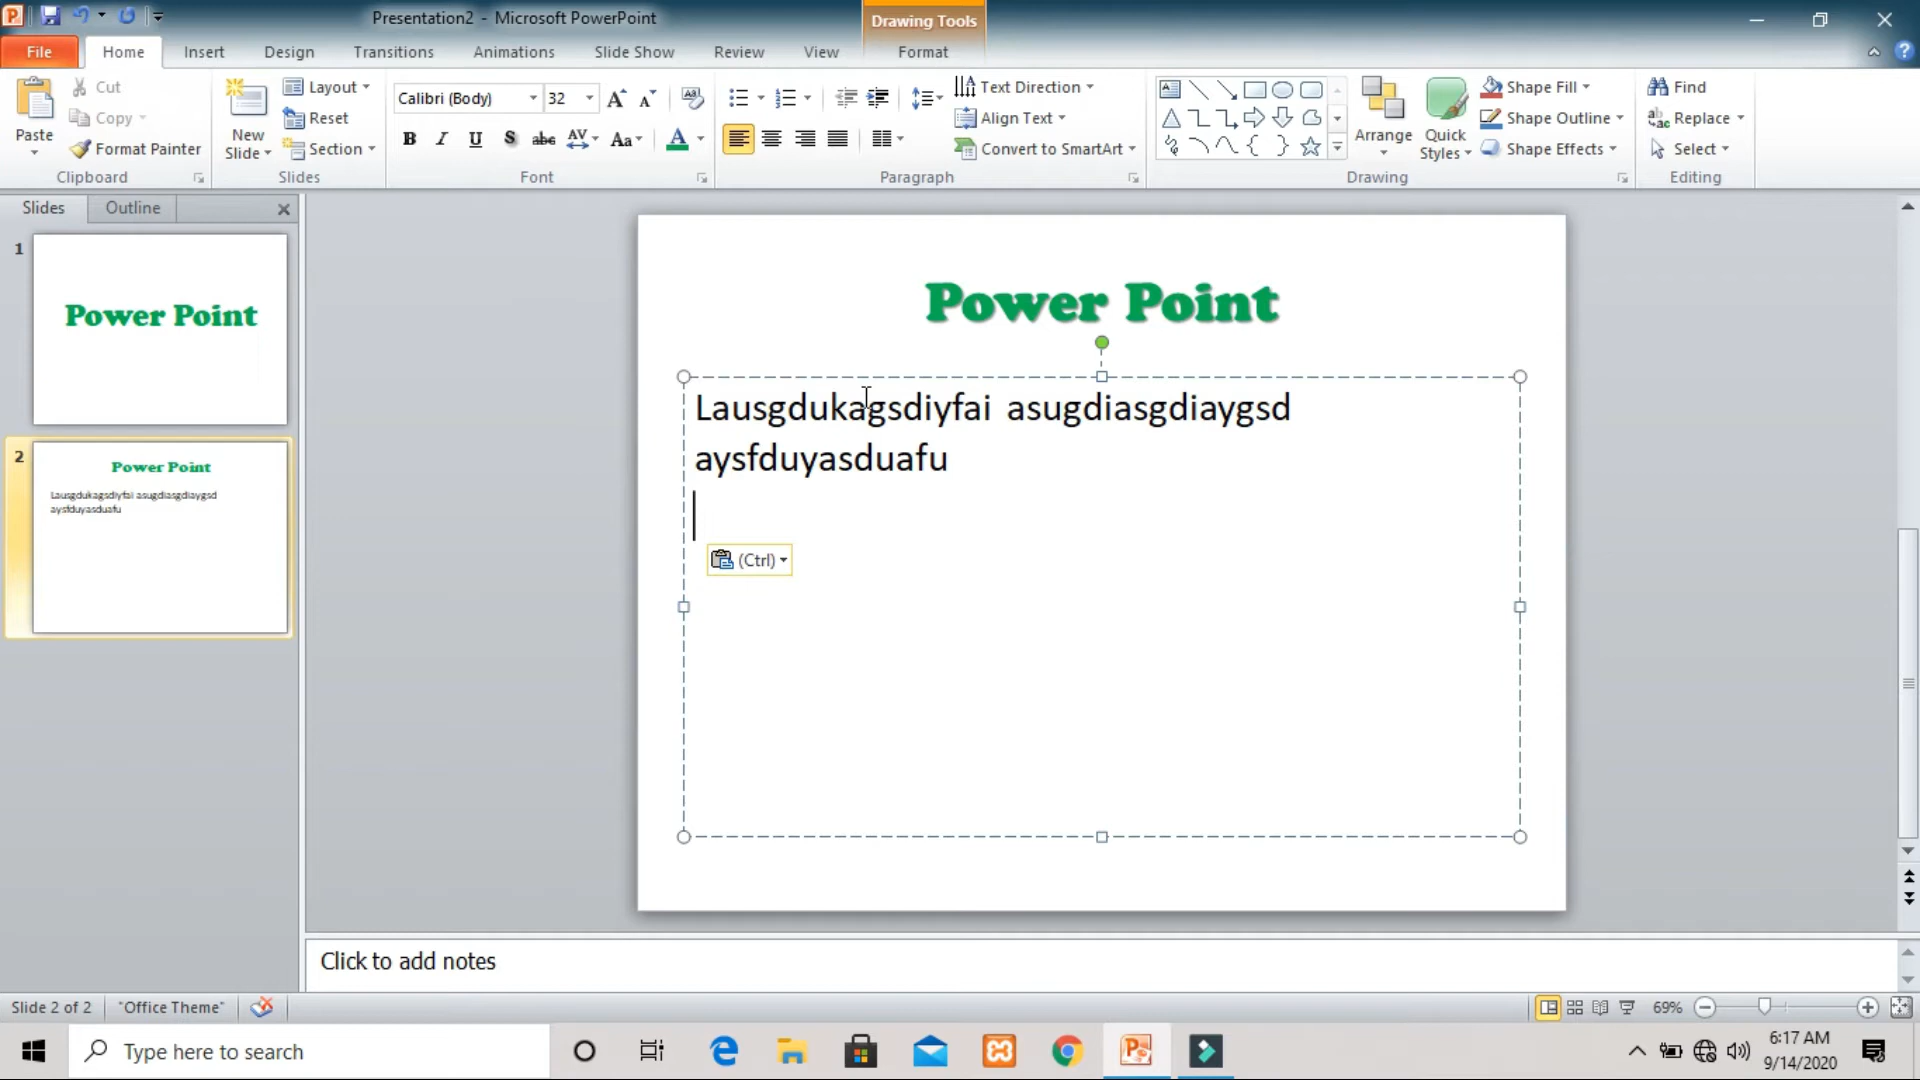 Presentation2 - Microsoft PowerPoint
Drawing Tools
File Home Insert Design Transitions Animations Slide Show Review View Format
Paste
Cut
Copy
Format Painter
Clipboard
New Slide
Layout
Reset
Section
Slides
Calibri (Body) 32
Font
Text Direction
Align Text
Convert to SmartArt
Paragraph
Arrange
Quick Styles
Shape Fill
Shape Outline
Shape Effects
Drawing
Find
Replace
Select
Editing
Slides Outline
1
Power Point
2
Power Point
Lausgdukagsdiyfai asugdiasgdiaygsd
aysfduyasduafu
Power Point
Lausgdukagsdiyfai asugdiasgdiaygsd
aysfduyasduafu
(Ctrl)
Click to add notes
Slide 2 of 2 "Office Theme" 69%
Type here to search
6:17 AM
9/14/2020